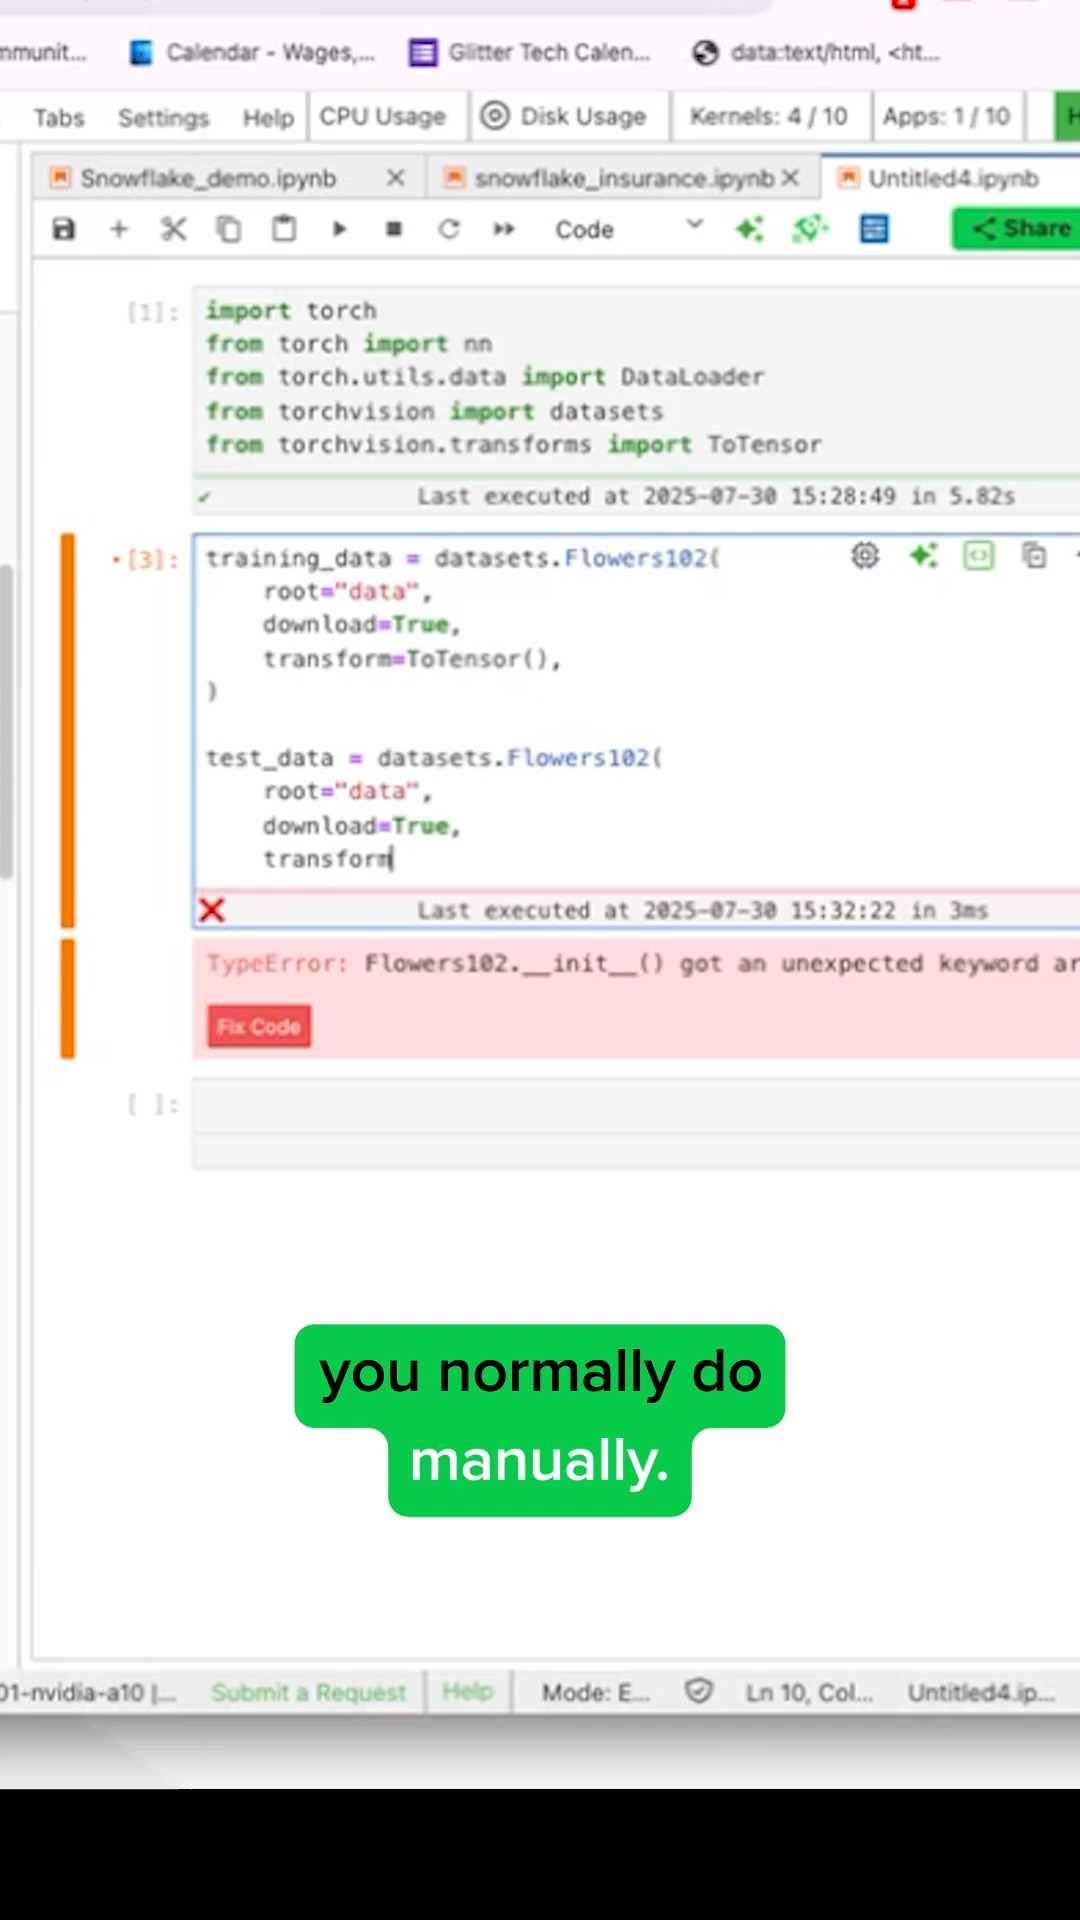 mmunit...
Calendar - Wages,...
Glitter Tech Calen...
data:text/html, <ht...
Tabs
Settings
Help
CPU Usage
Disk Usage
Kernels: 4 / 10
Apps: 1 / 10
H
Snowflake_demo.ipynb
snowflake_insurance.ipynb
Untitled4.ipynb
Code
Share
[1]:
import torch
from torch import nn
from torch.utils.data import DataLoader
from torchvision import datasets
from torchvision.transforms import ToTensor
Last executed at 2025-07-30 15:28:49 in 5.82s
[3]:
training_data = datasets.Flowers102(
root="data",
download=True,
transform=ToTensor(),
)
test_data = datasets.Flowers102(
root="data",
download=True,
transform
Last executed at 2025-07-30 15:32:22 in 3ms
TypeError: Flowers102.__init__() got an unexpected keyword ar
Fix Code
[ ]:
you normally do
manually.
01-nvidia-a10 |...
Submit a Request
Help
Mode: E...
Ln 10, Col...
Untitled4.ip...